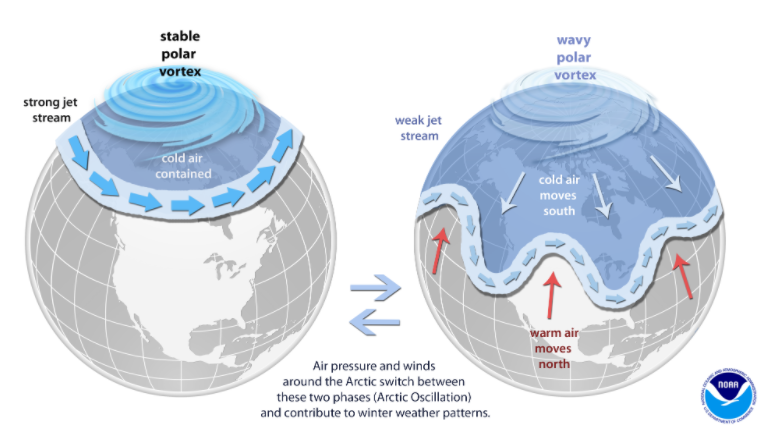 stable
polar
vortex
strong jet
stream
cold air
contained
wavy
polar
vortex
weak jet
stream
cold air
moves
south
warm air
moves
north
Air pressure and winds
around the Arctic switch between
these two phases (Arctic Oscillation)
and contribute to winter weather patterns.
NOAA